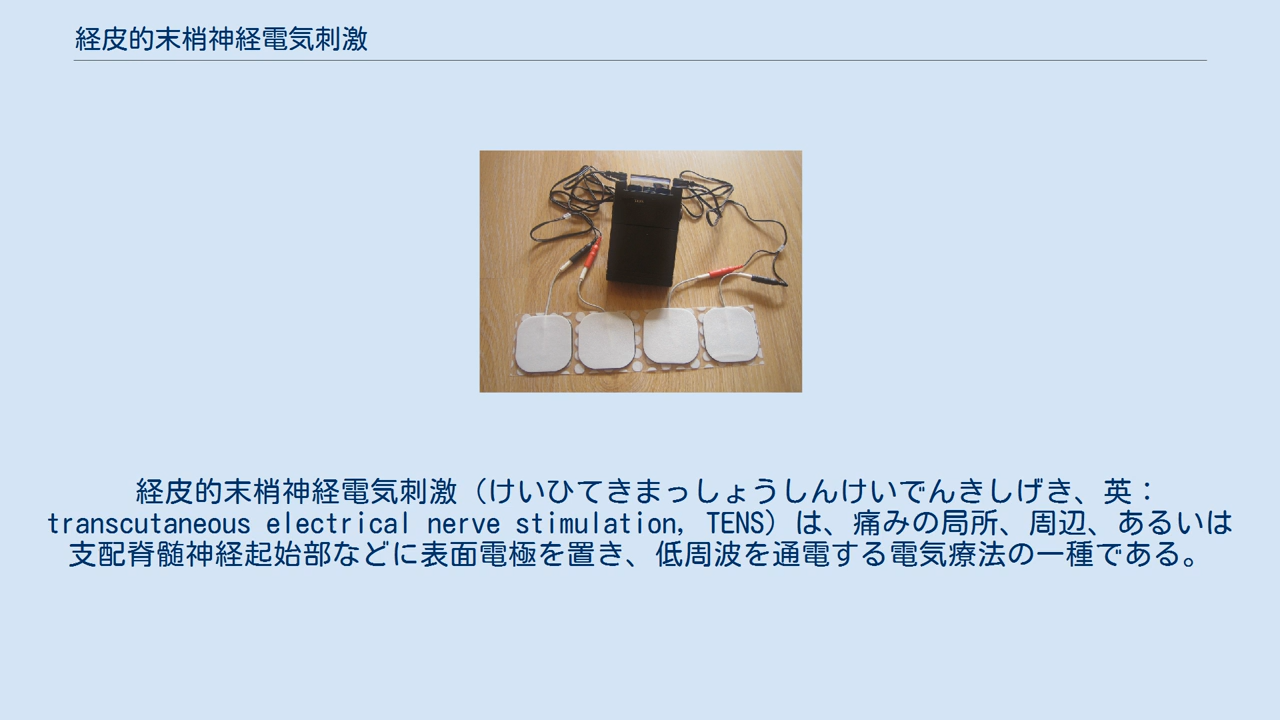 経皮的末梢神経電気刺激
経皮的末梢神経電気刺激（けいひてきまっしょうしんけいでんきしげき、英：
transcutaneous electrical nerve stimulation, TENS）は、痛みの局所、周辺、あるいは
支配脊髄神経起始部などに表面電極を置き、低周波を通電する電気療法の一種である。